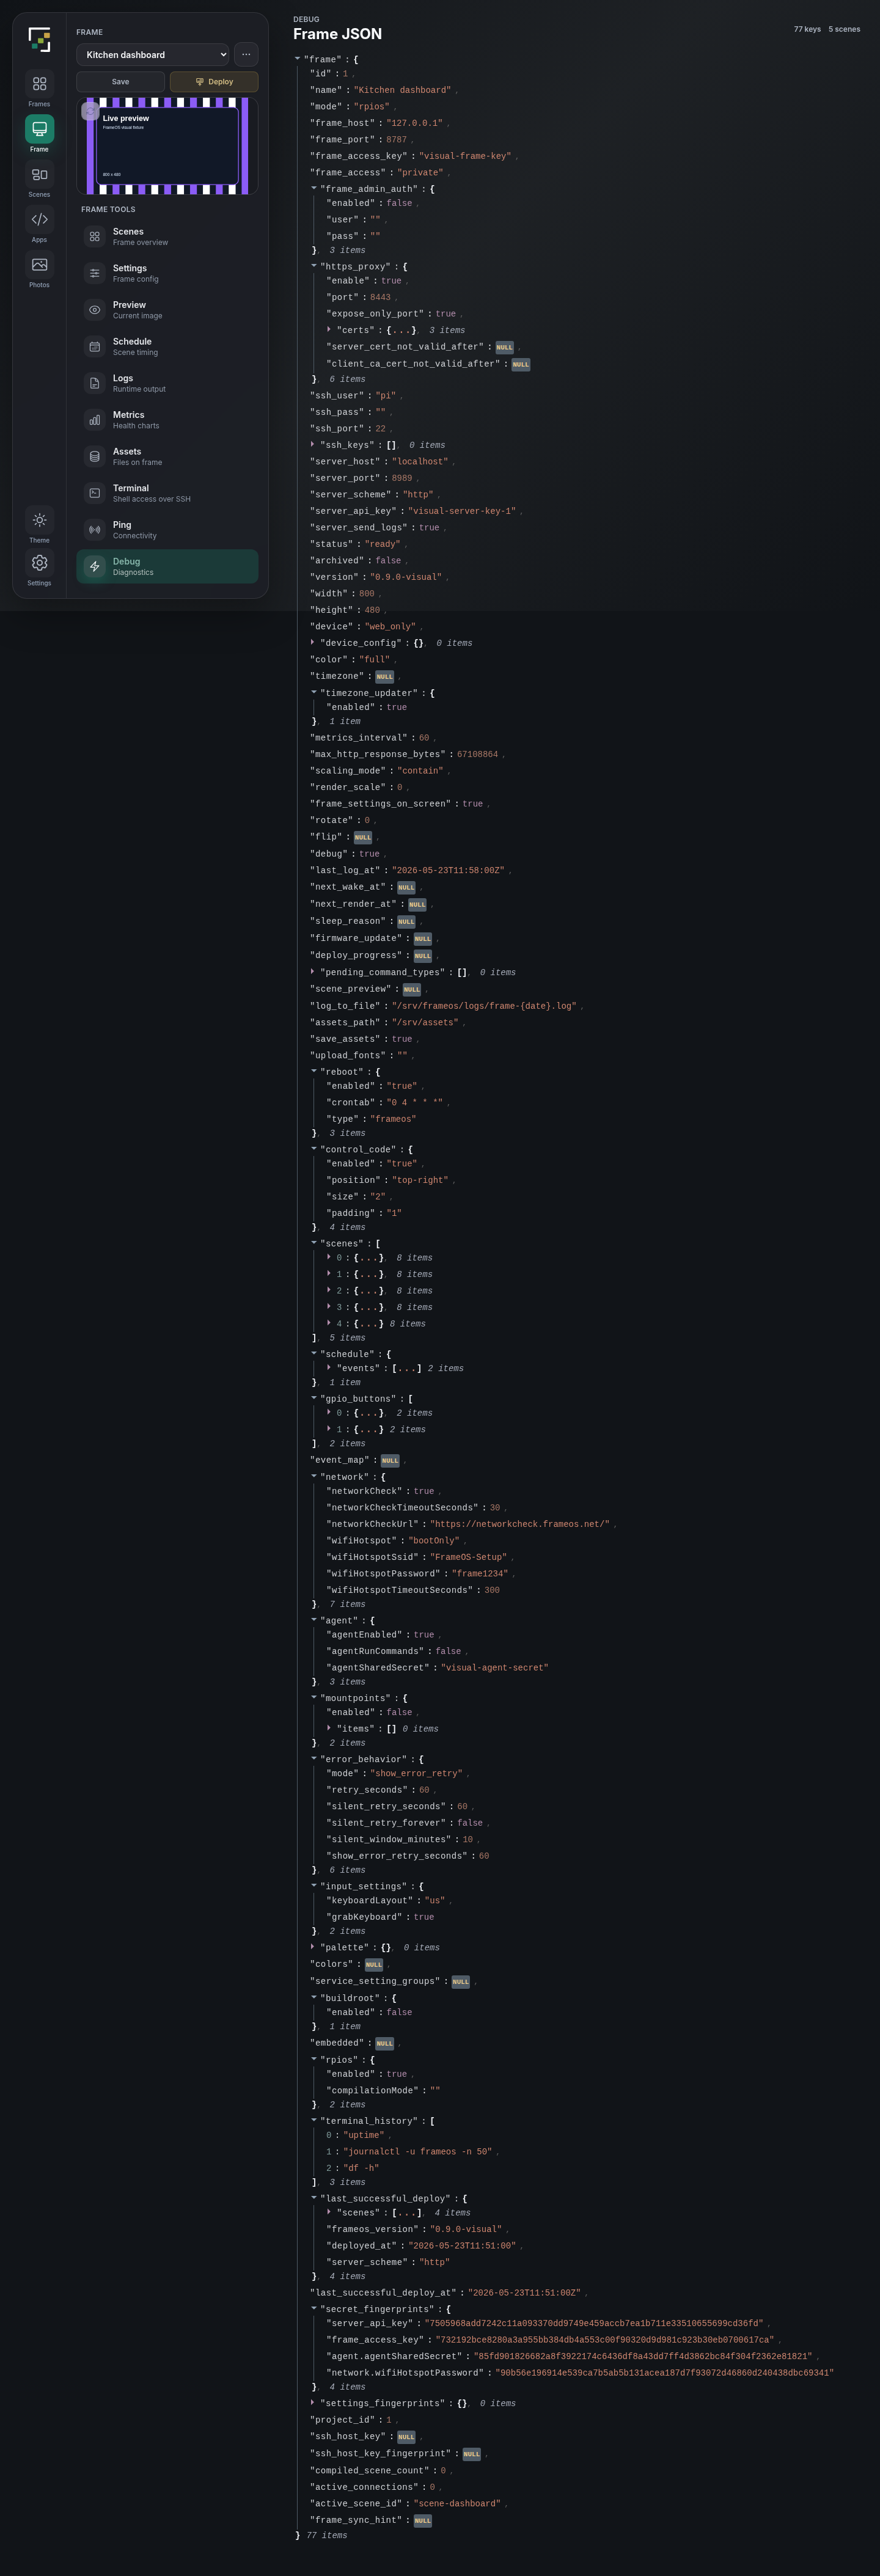 FRAME
Kitchen dashboard
Save
Deploy
Live preview
FrameOS visual fixture
800 x 480
FRAME TOOLS
Scenes
Frame overview
Settings
Frame config
Preview
Current image
Schedule
Scene timing
Logs
Runtime output
Metrics
Health charts
Assets
Files on frame
Terminal
Shell access over SSH
Ping
Connectivity
Debug
Diagnostics
Frames
Frame
Scenes
Apps
Photos
Theme
Settings
DEBUG
Frame JSON
77 keys 5 scenes
"frame" : {
"id" : 1 ,
"name" : "Kitchen dashboard" ,
"mode" : "rpios" ,
"frame_host" : "127.0.0.1" ,
"frame_port" : 8787 ,
"frame_access_key" : "visual-frame-key" ,
"frame_access" : "private" ,
"frame_admin_auth" : {
"enabled" : false ,
"user" : "" ,
"pass" : ""
}, 3 items
"https_proxy" : {
"enable" : true ,
"port" : 8443 ,
"expose_only_port" : true ,
"certs" : {...}, 3 items
"server_cert_not_valid_after" : NULL ,
"client_ca_cert_not_valid_after" : NULL
}, 6 items
"ssh_user" : "pi" ,
"ssh_pass" : "" ,
"ssh_port" : 22 ,
"ssh_keys" : [], 0 items
"server_host" : "localhost" ,
"server_port" : 8989 ,
"server_scheme" : "http" ,
"server_api_key" : "visual-server-key-1" ,
"server_send_logs" : true ,
"status" : "ready" ,
"archived" : false ,
"version" : "0.9.0-visual" ,
"width" : 800 ,
"height" : 480 ,
"device" : "web_only" ,
"device_config" : {}, 0 items
"color" : "full" ,
"timezone" : NULL ,
"timezone_updater" : {
"enabled" : true
}, 1 item
"metrics_interval" : 60 ,
"max_http_response_bytes" : 67108864 ,
"scaling_mode" : "contain" ,
"render_scale" : 0 ,
"frame_settings_on_screen" : true ,
"rotate" : 0 ,
"flip" : NULL ,
"debug" : true ,
"last_log_at" : "2026-05-23T11:58:00Z" ,
"next_wake_at" : NULL ,
"next_render_at" : NULL ,
"sleep_reason" : NULL ,
"firmware_update" : NULL ,
"deploy_progress" : NULL ,
"pending_command_types" : [], 0 items
"scene_preview" : NULL ,
"log_to_file" : "/srv/frameos/logs/frame-{date}.log" ,
"assets_path" : "/srv/assets" ,
"save_assets" : true ,
"upload_fonts" : "" ,
"reboot" : {
"enabled" : "true" ,
"crontab" : "0 4 * * *" ,
"type" : "frameos"
}, 3 items
"control_code" : {
"enabled" : "true" ,
"position" : "top-right" ,
"size" : "2" ,
"padding" : "1"
}, 4 items
"scenes" : [
0 : {...}, 8 items
1 : {...}, 8 items
2 : {...}, 8 items
3 : {...}, 8 items
4 : {...} 8 items
], 5 items
"schedule" : {
"events" : [...] 2 items
}, 1 item
"gpio_buttons" : [
0 : {...}, 2 items
1 : {...} 2 items
], 2 items
"event_map" : NULL ,
"network" : {
"networkCheck" : true ,
"networkCheckTimeoutSeconds" : 30 ,
"networkCheckUrl" : "https://networkcheck.frameos.net/" ,
"wifiHotspot" : "bootOnly" ,
"wifiHotspotSsid" : "FrameOS-Setup" ,
"wifiHotspotPassword" : "frame1234" ,
"wifiHotspotTimeoutSeconds" : 300
}, 7 items
"agent" : {
"agentEnabled" : true ,
"agentRunCommands" : false ,
"agentSharedSecret" : "visual-agent-secret"
}, 3 items
"mountpoints" : {
"enabled" : false ,
"items" : [] 0 items
}, 2 items
"error_behavior" : {
"mode" : "show_error_retry" ,
"retry_seconds" : 60 ,
"silent_retry_seconds" : 60 ,
"silent_retry_forever" : false ,
"silent_window_minutes" : 10 ,
"show_error_retry_seconds" : 60
}, 6 items
"input_settings" : {
"keyboardLayout" : "us" ,
"grabKeyboard" : true
}, 2 items
"palette" : {}, 0 items
"colors" : NULL ,
"service_setting_groups" : NULL ,
"buildroot" : {
"enabled" : false
}, 1 item
"embedded" : NULL ,
"rpios" : {
"enabled" : true ,
"compilationMode" : ""
}, 2 items
"terminal_history" : [
0 : "uptime" ,
1 : "journalctl -u frameos -n 50" ,
2 : "df -h"
], 3 items
"last_successful_deploy" : {
"scenes" : [...], 4 items
"frameos_version" : "0.9.0-visual" ,
"deployed_at" : "2026-05-23T11:51:00" ,
"server_scheme" : "http"
}, 4 items
"last_successful_deploy_at" : "2026-05-23T11:51:00Z" ,
"secret_fingerprints" : {
"server_api_key" : "7505968add7242c11a093370dd9749e459accb7ea1b711e33510655699cd36fd" ,
"frame_access_key" : "732192bce8280a3a955bb384db4a553c00f90320d9d981c923b30eb0700617ca" ,
"agent.agentSharedSecret" : "85fd901826682a8f3922174c6436df8a43dd7ff4d3862bc84f304f2362e81821" ,
"network.wifiHotspotPassword" : "90b56e196914e539ca7b5ab5b131acea187d7f93072d46860d240438dbc69341"
}, 4 items
"settings_fingerprints" : {}, 0 items
"project_id" : 1 ,
"ssh_host_key" : NULL ,
"ssh_host_key_fingerprint" : NULL ,
"compiled_scene_count" : 0 ,
"active_connections" : 0 ,
"active_scene_id" : "scene-dashboard" ,
"frame_sync_hint" : NULL
} 77 items